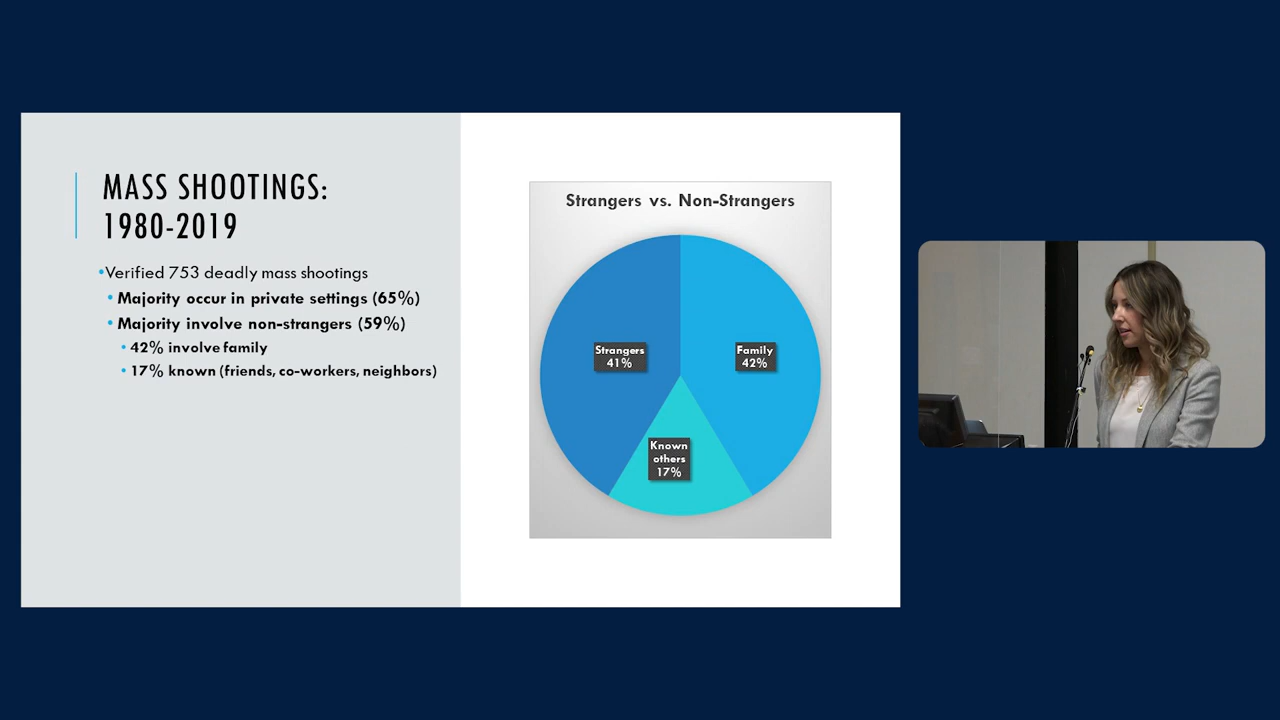 MASS SHOOTINGS:
1980-2019
•Verified 753 deadly mass shootings
• Majority occur in private settings (65%)
• Majority involve non-strangers (59%)
• 42% involve family
• 17% known (friends, co-workers, neighbors)
Strangers vs. Non-Strangers
Strangers
41%
Family
42%
Known
others
17%